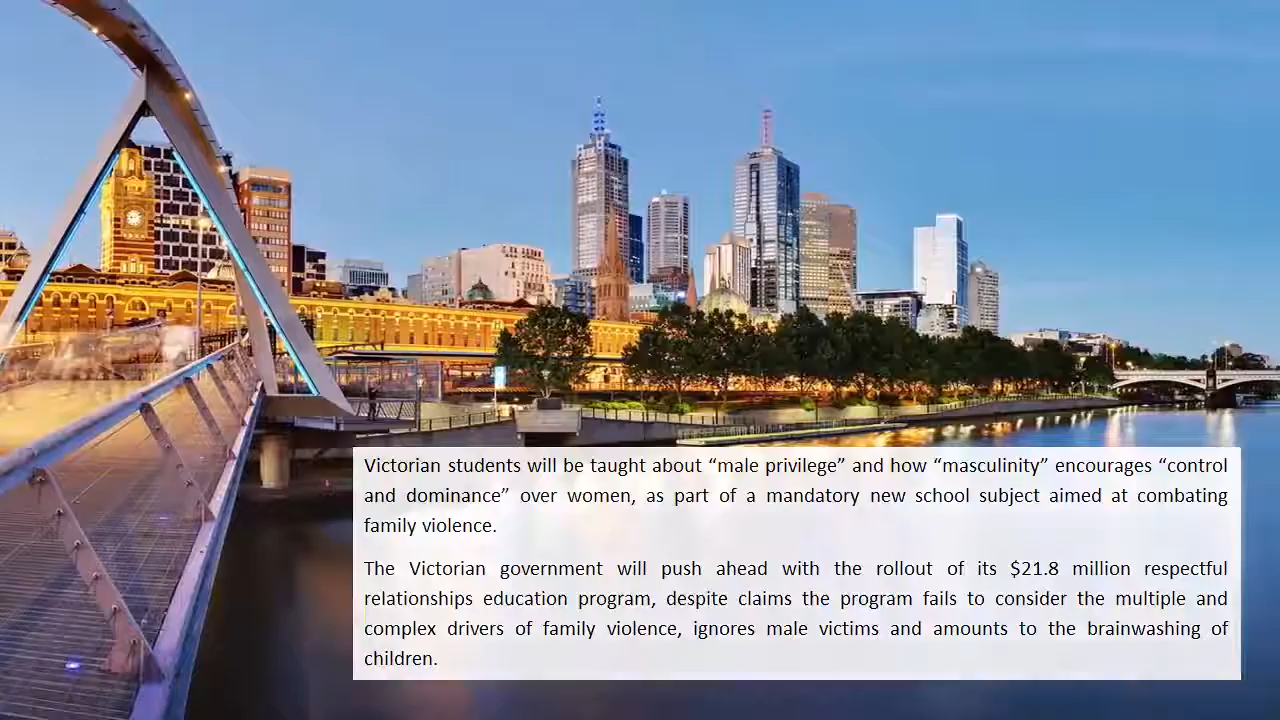 Victorian students will be taught about “male privilege” and how “masculinity” encourages “control
and dominance” over women, as part of a mandatory new school subject aimed at combating
family violence.
The Victorian government will push ahead with the rollout of its $21.8 million respectful
relationships education program, despite claims the program fails to consider the multiple and
complex drivers of family violence, ignores male victims and amounts to the brainwashing of
children.